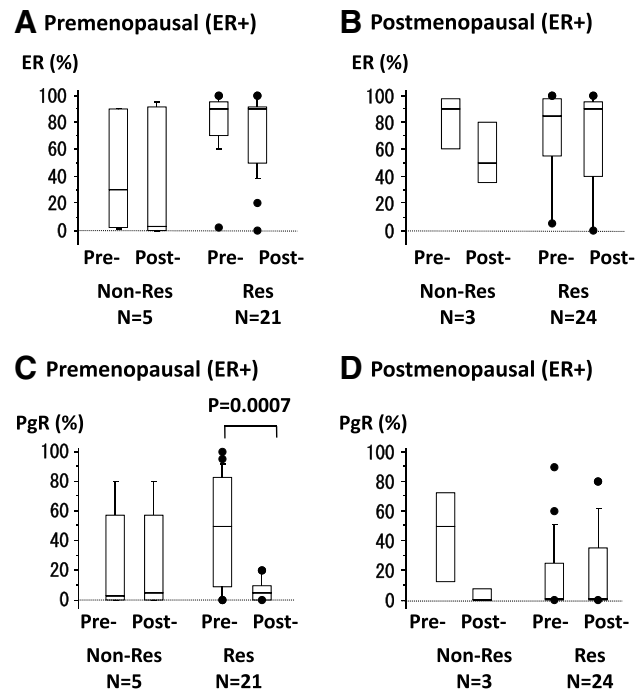 A Premenopausal (ER+)
ER (%)
100
80
60
40
20
0
Pre- Post- Pre- Post-
Non-Res Res
N=5 N=21
B Postmenopausal (ER+)
ER (%)
100
80
60
40
20
0
Pre- Post- Pre- Post-
Non-Res Res
N=3 N=24
C Premenopausal (ER+)
P=0.0007
PgR (%)
100
80
60
40
20
0
Pre- Post- Pre- Post-
Non-Res Res
N=5 N=21
D Postmenopausal (ER+)
PgR (%)
100
80
60
40
20
0
Pre- Post- Pre- Post-
Non-Res Res
N=3 N=24